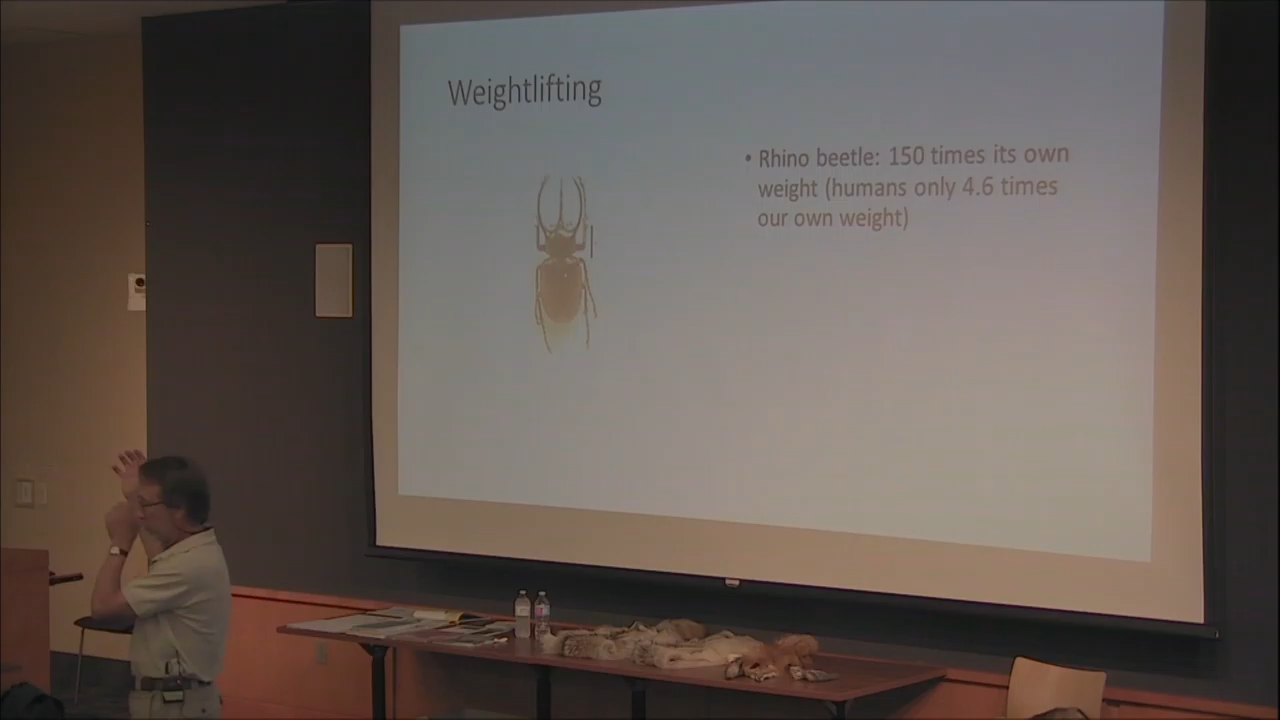 Weightlifting
• Rhino beetle: 150 times its own
weight (humans only 4.6 times
our own weight)